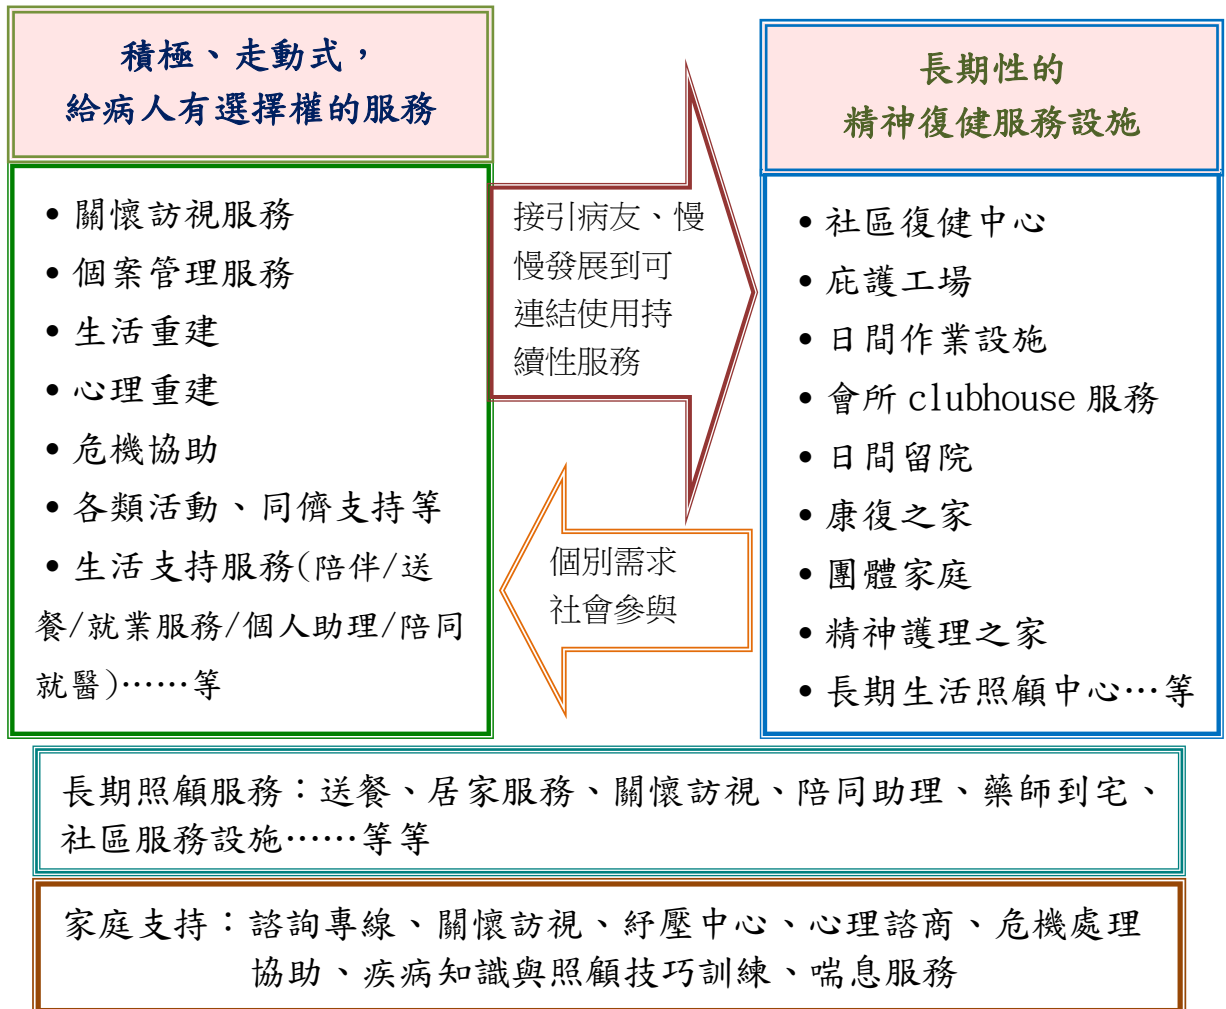 積極、走動式，
給病人有選擇權的服務
• 關懷訪視服務
• 個案管理服務
• 生活重建
• 心理重建
• 危機協助
• 各類活動、同儕支持等
• 生活支持服務(陪伴/送
餐/就業服務/個人助理/陪同
就醫)……等
接引病友、慢
慢發展到可
連結使用持
續性服務
個別需求
社會參與
長期性的
精神復健服務設施
• 社區復健中心
• 庇護工場
• 日間作業設施
• 會所 clubhouse 服務
• 日間留院
• 康復之家
• 團體家庭
• 精神護理之家
• 長期生活照顧中心…等
長期照顧服務：送餐、居家服務、關懷訪視、陪同助理、藥師到宅、
社區服務設施……等等
家庭支持：諮詢專線、關懷訪視、紓壓中心、心理諮商、危機處理
協助、疾病知識與照顧技巧訓練、喘息服務